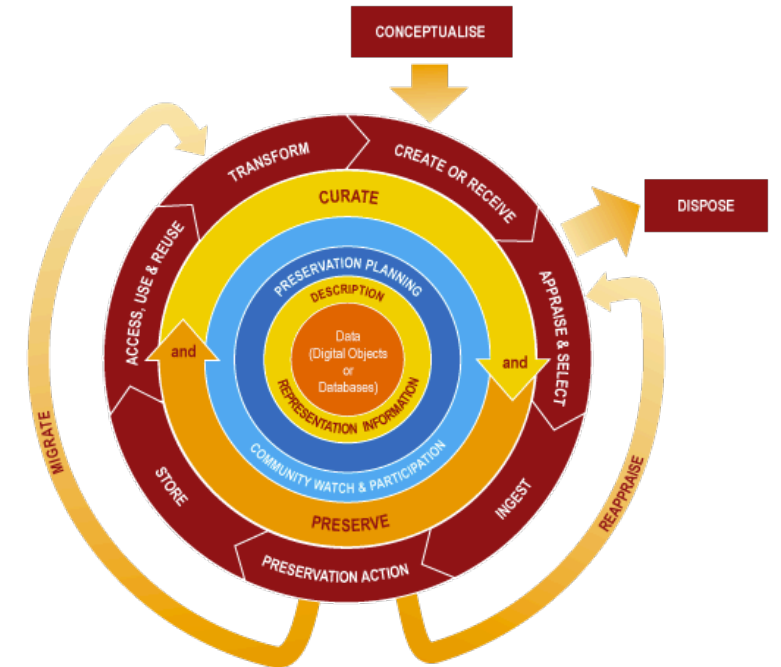 CONCEPTUALISE
DISPOSE
TRANSFORM
CREATE OR RECEIVE
APPRAISE & SELECT
INGEST
PRESERVATION ACTION
STORE
ACCESS, USE & REUSE
MIGRATE
REAPPRAISE
CURATE
and
PRESERVE
and
COMMUNITY WATCH & PARTICIPATION
PRESERVATION PLANNING
DESCRIPTION
REPRESENTATION INFORMATION
Data
(Digital Objects
or
Databases)